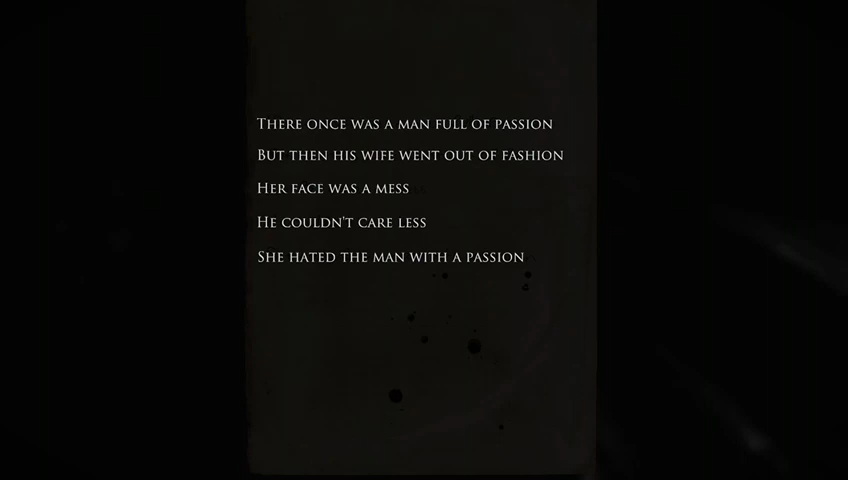 There once was a man full of passion
But then his wife went out of fashion
Her face was a mess
He couldn't care less
She hated the man with a passion